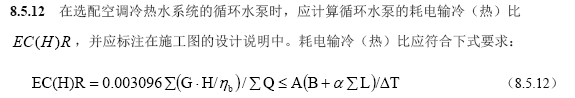 8.5.12 在选配空调冷热水系统的循环水泵时，应计算循环水泵的耗电输冷（热）比
EC(H)R，并应标注在施工图的设计说明中。耗电输冷（热）比应符合下式要求：
EC(H)R = 0.003096∑(G·H/η_b)/∑Q ≤ A(B + α∑L)/ΔT (8.5.12)